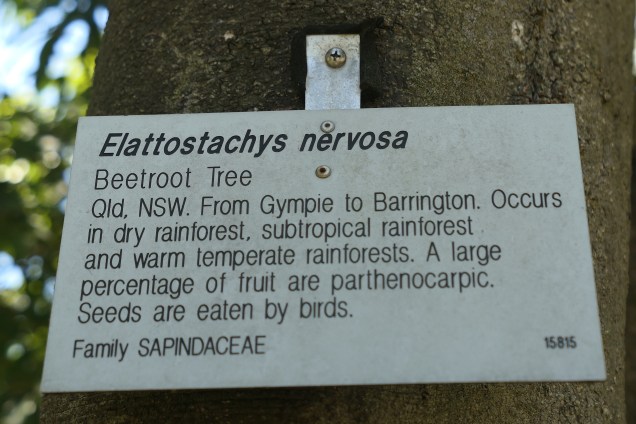 Elattostachys nervosa
Beetroot Tree
Qld, NSW. From Gympie to Barrington. Occurs
in dry rainforest, subtropical rainforest
and warm temperate rainforests. A large
percentage of fruit are parthenocarpic.
Seeds are eaten by birds.
Family SAPINDACEAE 15815